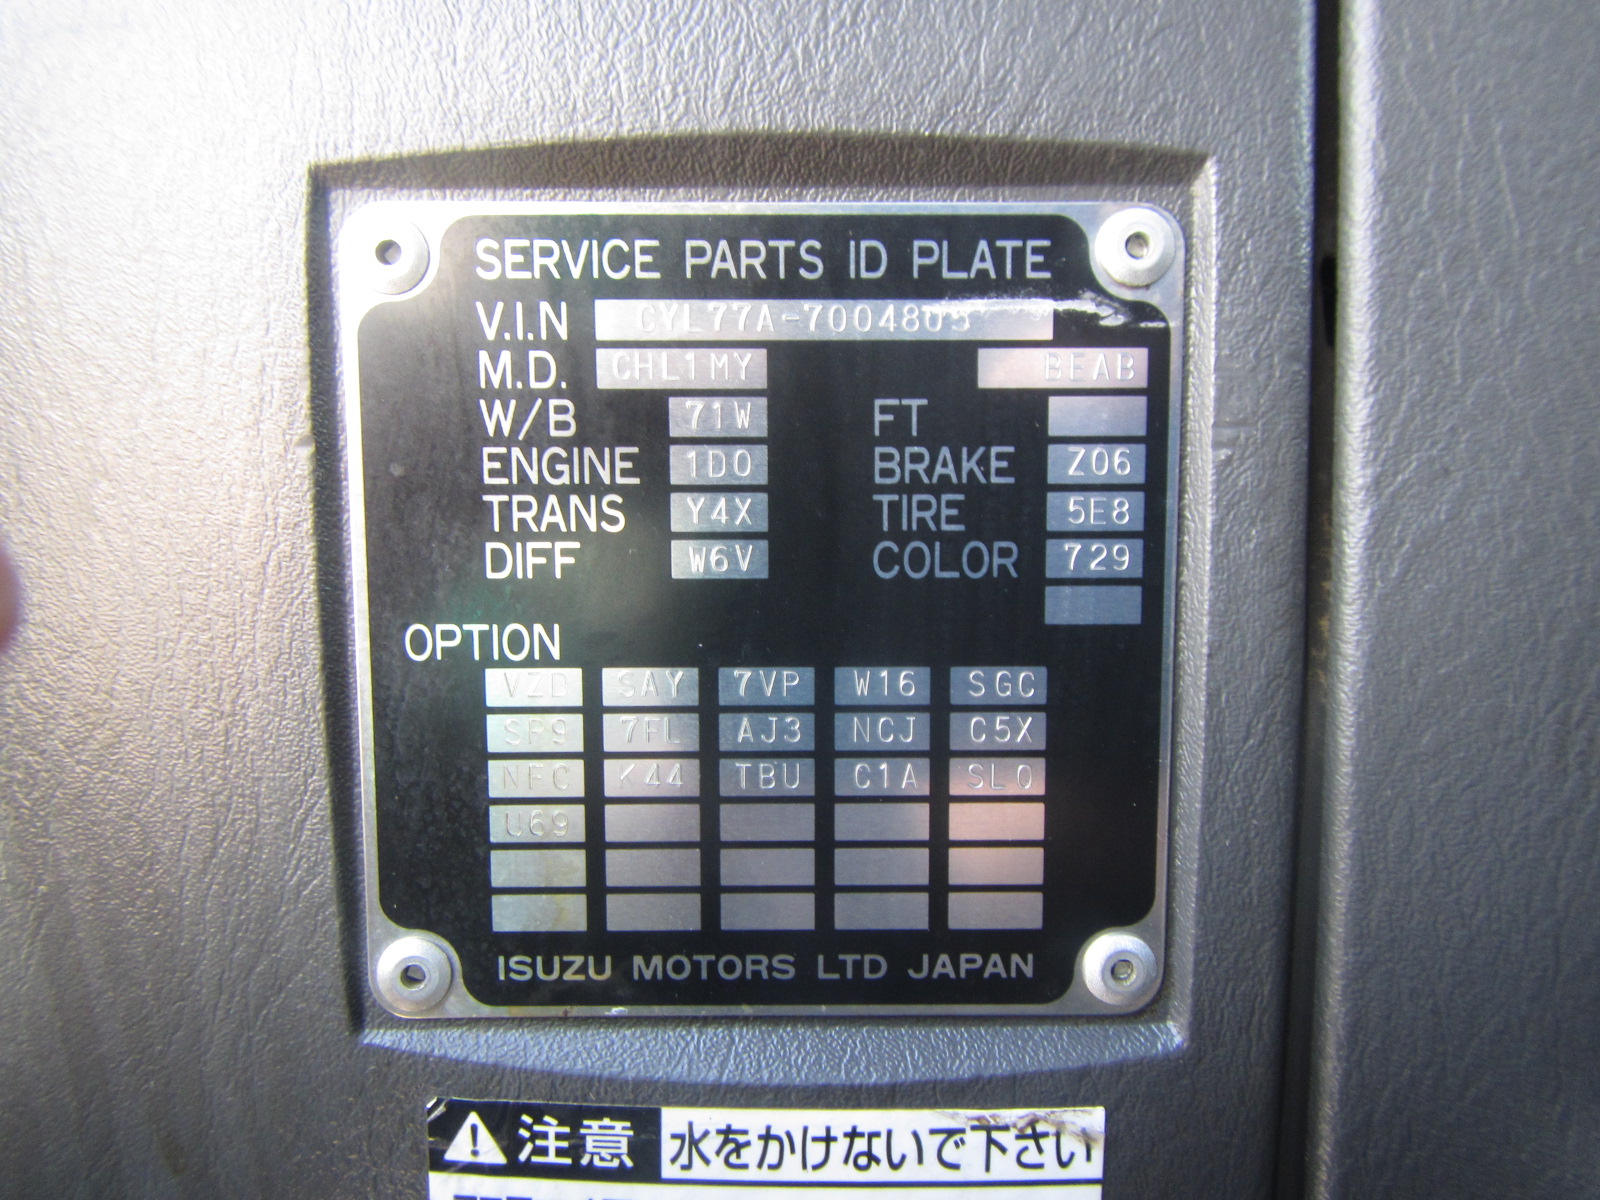 SERVICE PARTS ID PLATE
V.I.N CYL77A-7004805
M.D. CHL1MY BEAB
W/B 71W FT
ENGINE 1D0 BRAKE Z06
TRANS Y4X TIRE 5E8
DIFF W6V COLOR 729
OPTION
VZD SAY 7VP W16 SGC
SP9 7FL AJ3 NCJ C5X
NFC K44 TBU C1A SL0
U69
ISUZU MOTORS LTD JAPAN
注意 水をかけないで下さい